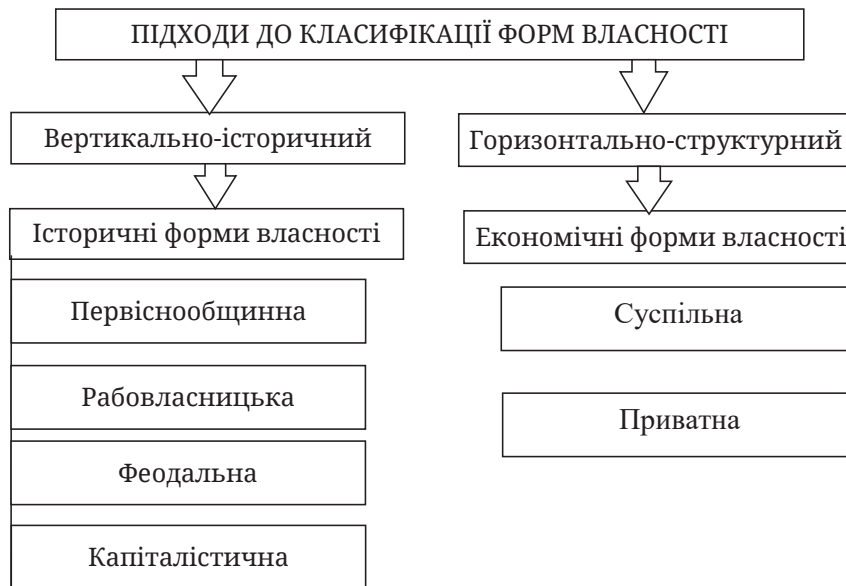 ПІДХОДИ ДО КЛАСИФІКАЦІЇ ФОРМ ВЛАСНОСТІ
Вертикально-історичний
Горизонтально-структурний
Історичні форми власності
Економічні форми власності
Первіснообщинна
Суспільна
Рабовласницька
Приватна
Феодальна
Капіталістична